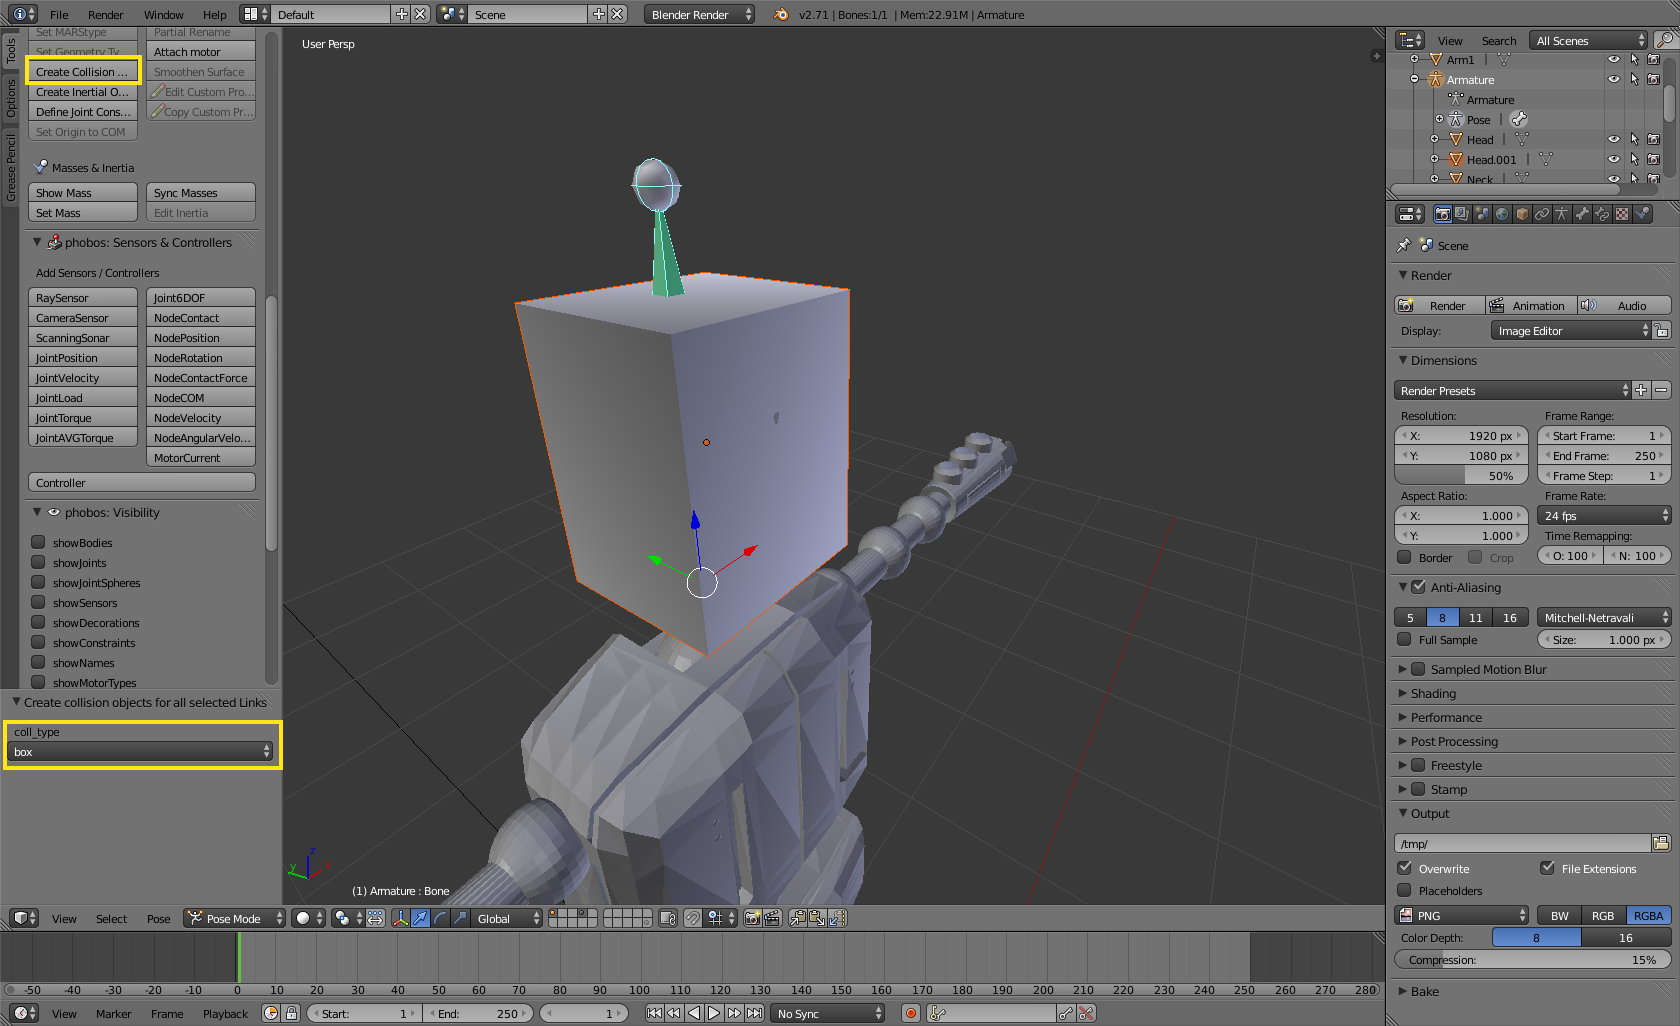 File Render Window Help Default Scene Blender Render v2.71 | Bones:1/1 | Mem:22.91M | Armature
Tools
Options
Grease Pencil
Set MARStype Partial Rename
Set Geometry Ty... Attach motor
Create Collision ... Smoothen Surface
Create Inertial O... Edit Custom Pro...
Define Joint Cons... Copy Custom Pr...
Set Origin to COM
Masses & Inertia
Show Mass Sync Masses
Set Mass Edit Inertia
phobos: Sensors & Controllers
Add Sensors / Controllers
RaySensor Joint6DOF
CameraSensor NodeContact
ScanningSonar NodePosition
JointPosition NodeRotation
JointVelocity NodeContactForce
JointLoad NodeCOM
JointTorque NodeVelocity
JointAVGTorque NodeAngularVelo...
MotorCurrent
Controller
phobos: Visibility
showBodies
showJoints
showJointSpheres
showSensors
showDecorations
showConstraints
showNames
showMotorTypes
Create collision objects for all selected Links
coll_type
box
User Persp
z
y
x
(1) Armature : Bone
View Select Pose Pose Mode Global
-50 -40 -30 -20 -10 0 10 20 30 40 50 60 70 80 90 100 110 120 130 140 150 160 170 180 190 200 210 220 230 240 250 260 270 280
View Marker Frame Playback Start: 1 End: 250 1 No Sync
View Search All Scenes
Arm1 |
Armature
Armature
Pose |
Head |
Head.001 |
Neck |
Scene
Render
Render Animation Audio
Display: Image Editor
Dimensions
Render Presets
Resolution: Frame Range:
X: 1920 px Start Frame: 1
Y: 1080 px End Frame: 250
50% Frame Step: 1
Aspect Ratio: Frame Rate:
X: 1.000 24 fps
Y: 1.000 Time Remapping:
Border Crop O: 100 N: 100
Anti-Aliasing
5 8 11 16 Mitchell-Netravali
Full Sample Size: 1.000 px
Sampled Motion Blur
Shading
Performance
Post Processing
Freestyle
Stamp
Output
/tmp/
Overwrite File Extensions
Placeholders
PNG BW RGB RGBA
Color Depth: 8 16
Compression: 15%
Bake